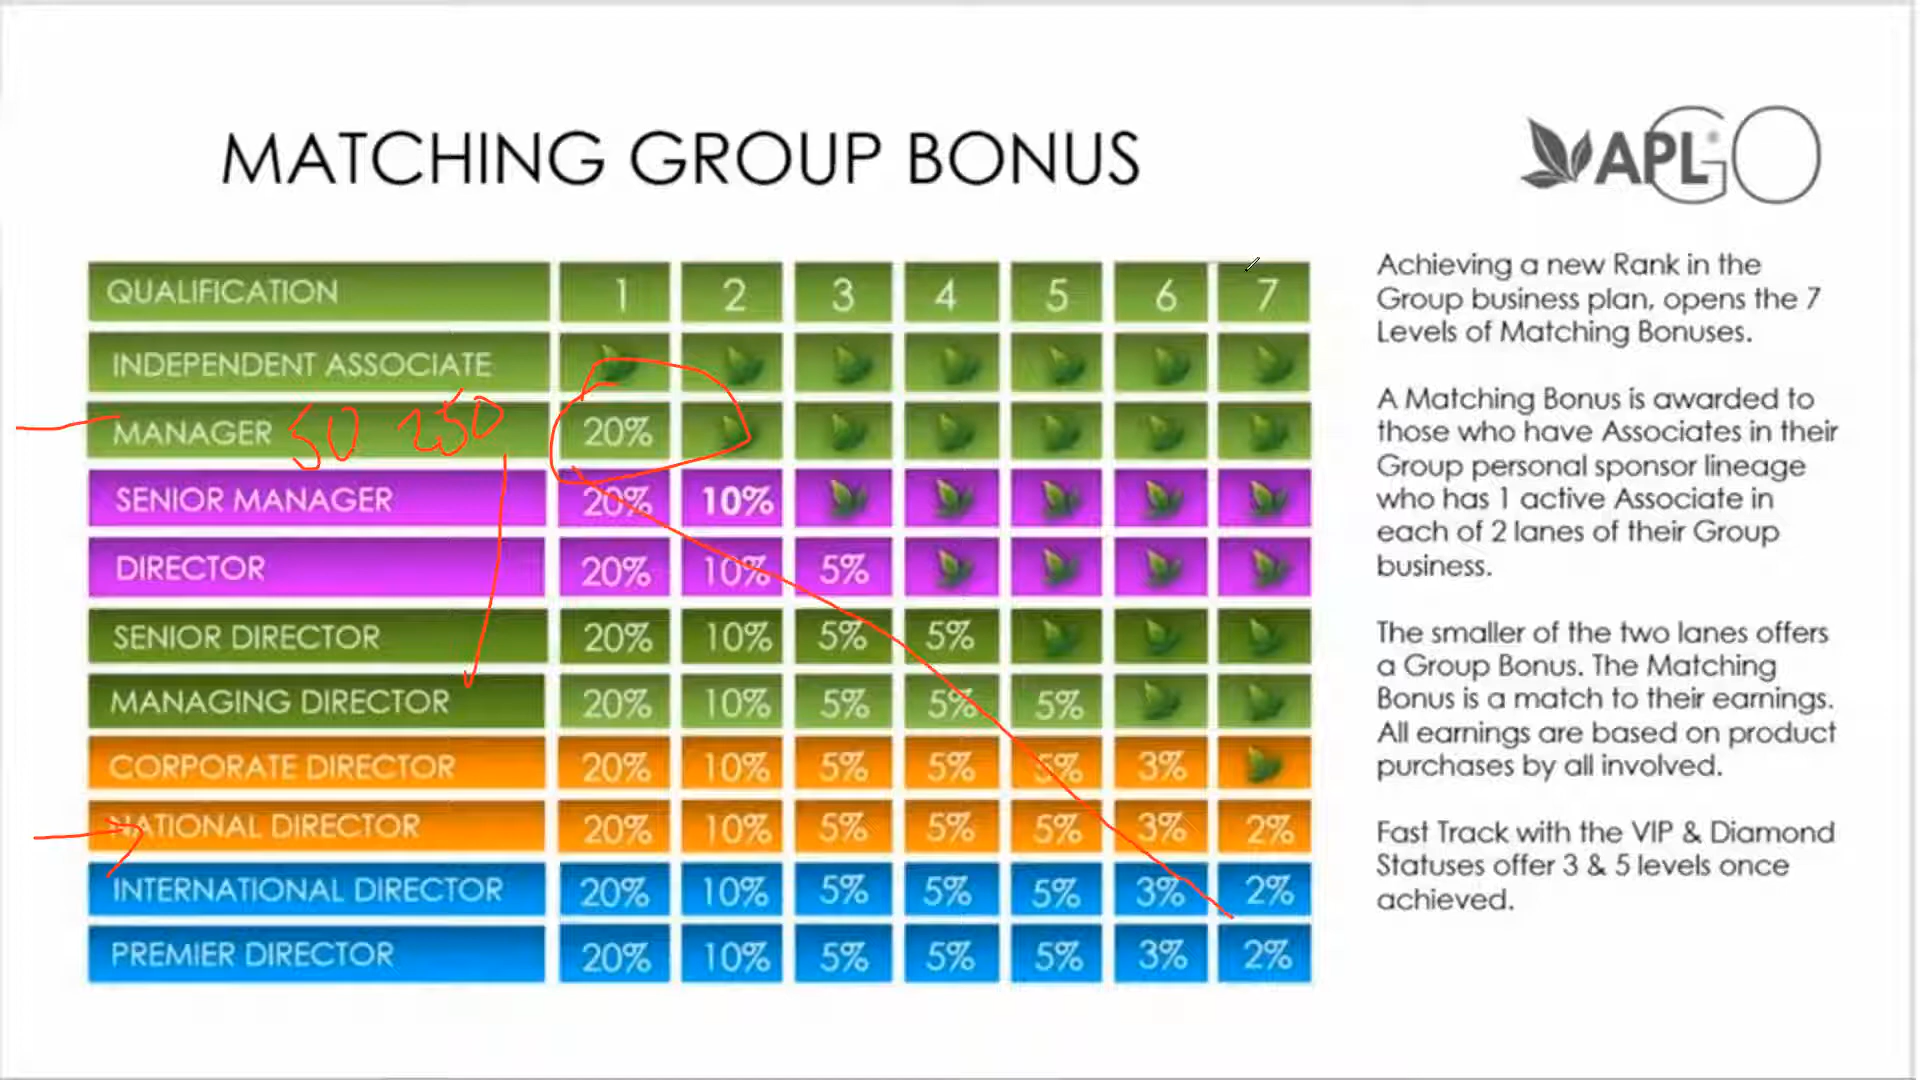 MATCHING GROUP BONUS
APLGO
QUALIFICATION 1 2 3 4 5 6 7
INDEPENDENT ASSOCIATE
MANAGER 50 250 20%
SENIOR MANAGER 20% 10%
DIRECTOR 20% 10% 5%
SENIOR DIRECTOR 20% 10% 5% 5%
MANAGING DIRECTOR 20% 10% 5% 5% 5%
CORPORATE DIRECTOR 20% 10% 5% 5% 5% 3%
NATIONAL DIRECTOR 20% 10% 5% 5% 5% 3% 2%
INTERNATIONAL DIRECTOR 20% 10% 5% 5% 5% 3% 2%
PREMIER DIRECTOR 20% 10% 5% 5% 5% 3% 2%
Achieving a new Rank in the
Group business plan, opens the 7
Levels of Matching Bonuses.
A Matching Bonus is awarded to
those who have Associates in their
Group personal sponsor lineage
who has 1 active Associate in
each of 2 lanes of their Group
business.
The smaller of the two lanes offers
a Group Bonus. The Matching
Bonus is a match to their earnings.
All earnings are based on product
purchases by all involved.
Fast Track with the VIP & Diamond
Statuses offer 3 & 5 levels once
achieved.